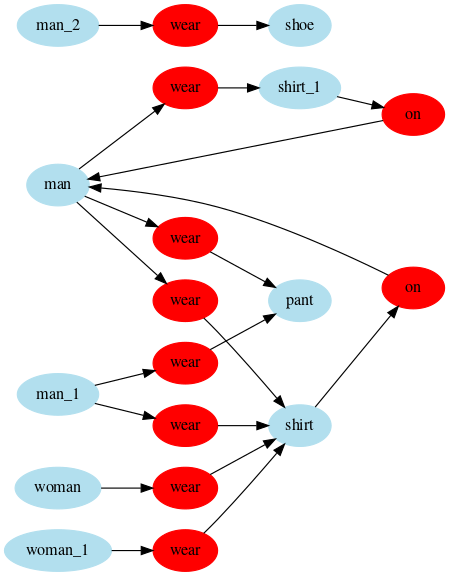 man_2 wear shoe
wear shirt_1
on
man
wear
wear pant on
wear
man_1
wear shirt
woman wear
woman_1 wear